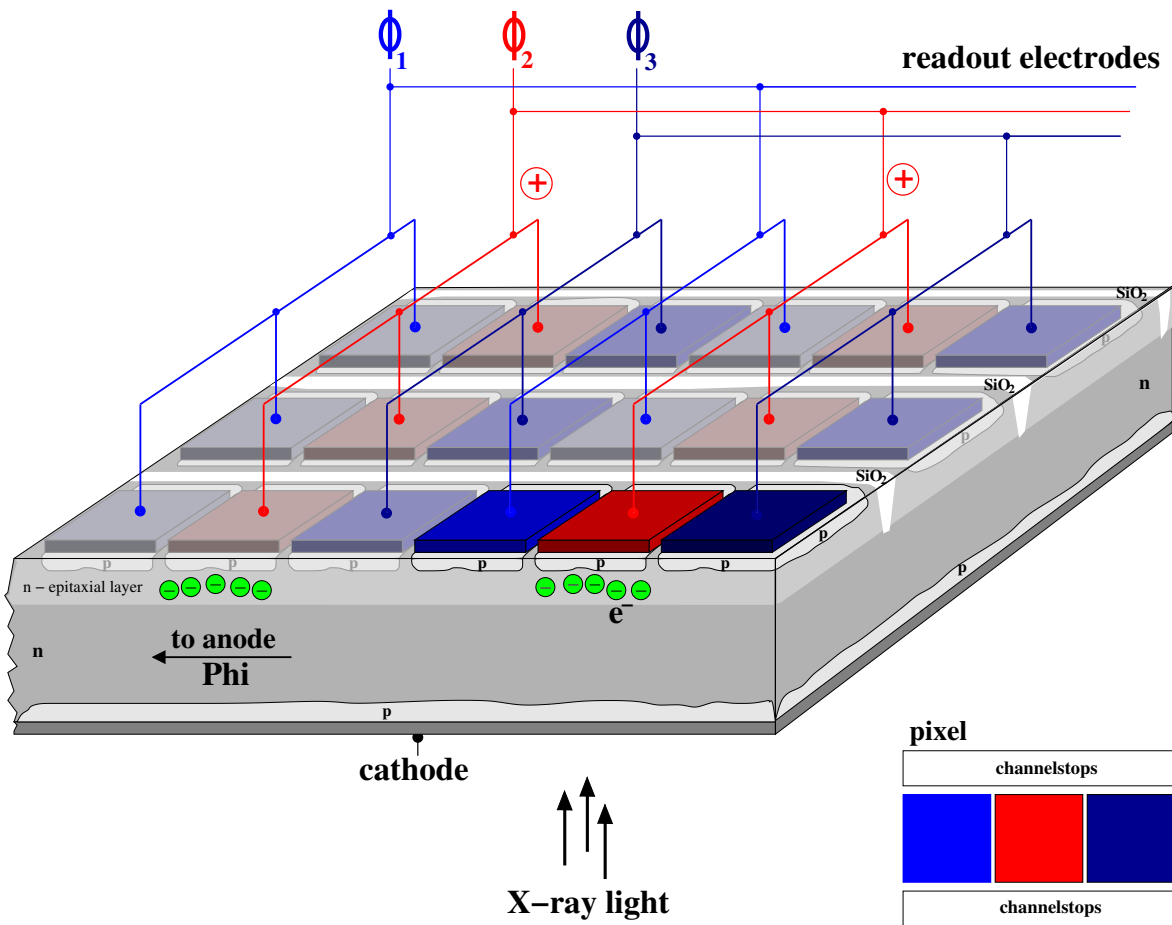 Φ1 Φ2 Φ3
readout electrodes
+ +
SiO2
p
SiO2
n
p
SiO2
p
p p p p p
n – epitaxial layer
– – – – – – – – – –
e–
p
to anode
n
Phi
p
pixel
cathode
channelstops
X–ray light
channelstops